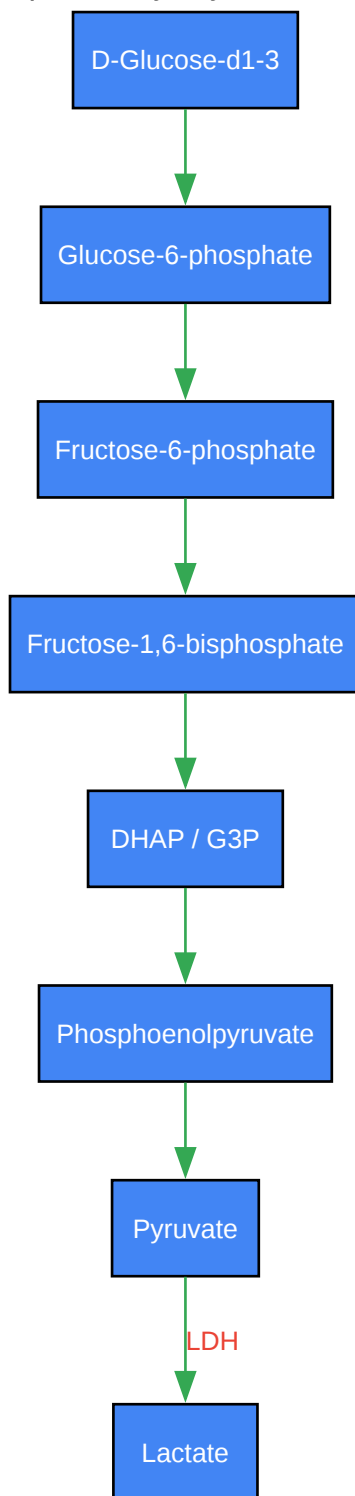 D-Glucose-d1-3
Glucose-6-phosphate
Fructose-6-phosphate
Fructose-1,6-bisphosphate
DHAP / G3P
Phosphoenolpyruvate
Pyruvate
LDH
Lactate